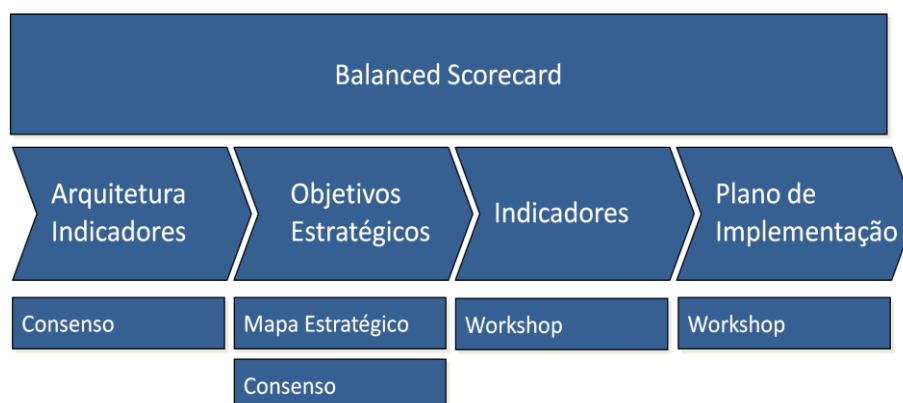 Balanced Scorecard
Arquitetura
Indicadores
Objetivos
Estratégicos
Indicadores
Plano de
Implementação
Consenso
Mapa Estratégico
Workshop
Workshop
Consenso